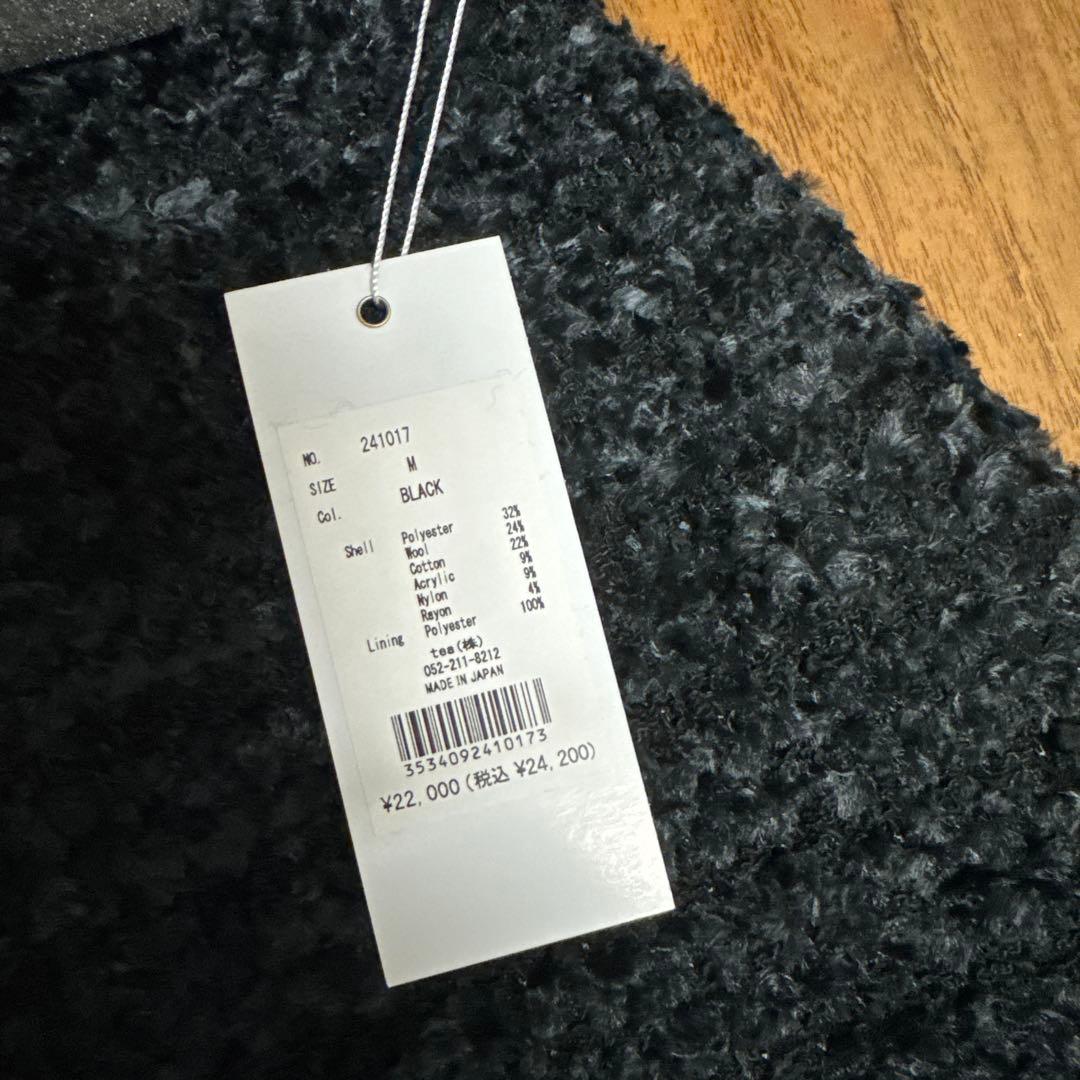 NO. 241017
SIZE M
Col. BLACK
Shell Polyester 32%
Wool 24%
Cotton 22%
Acrylic 9%
Nylon 9%
Rayon 4%
Lining Polyester 100%
tea(株)
052-211-8212
MADE IN JAPAN
3534092410173
¥22,000(税込 ¥24,200)